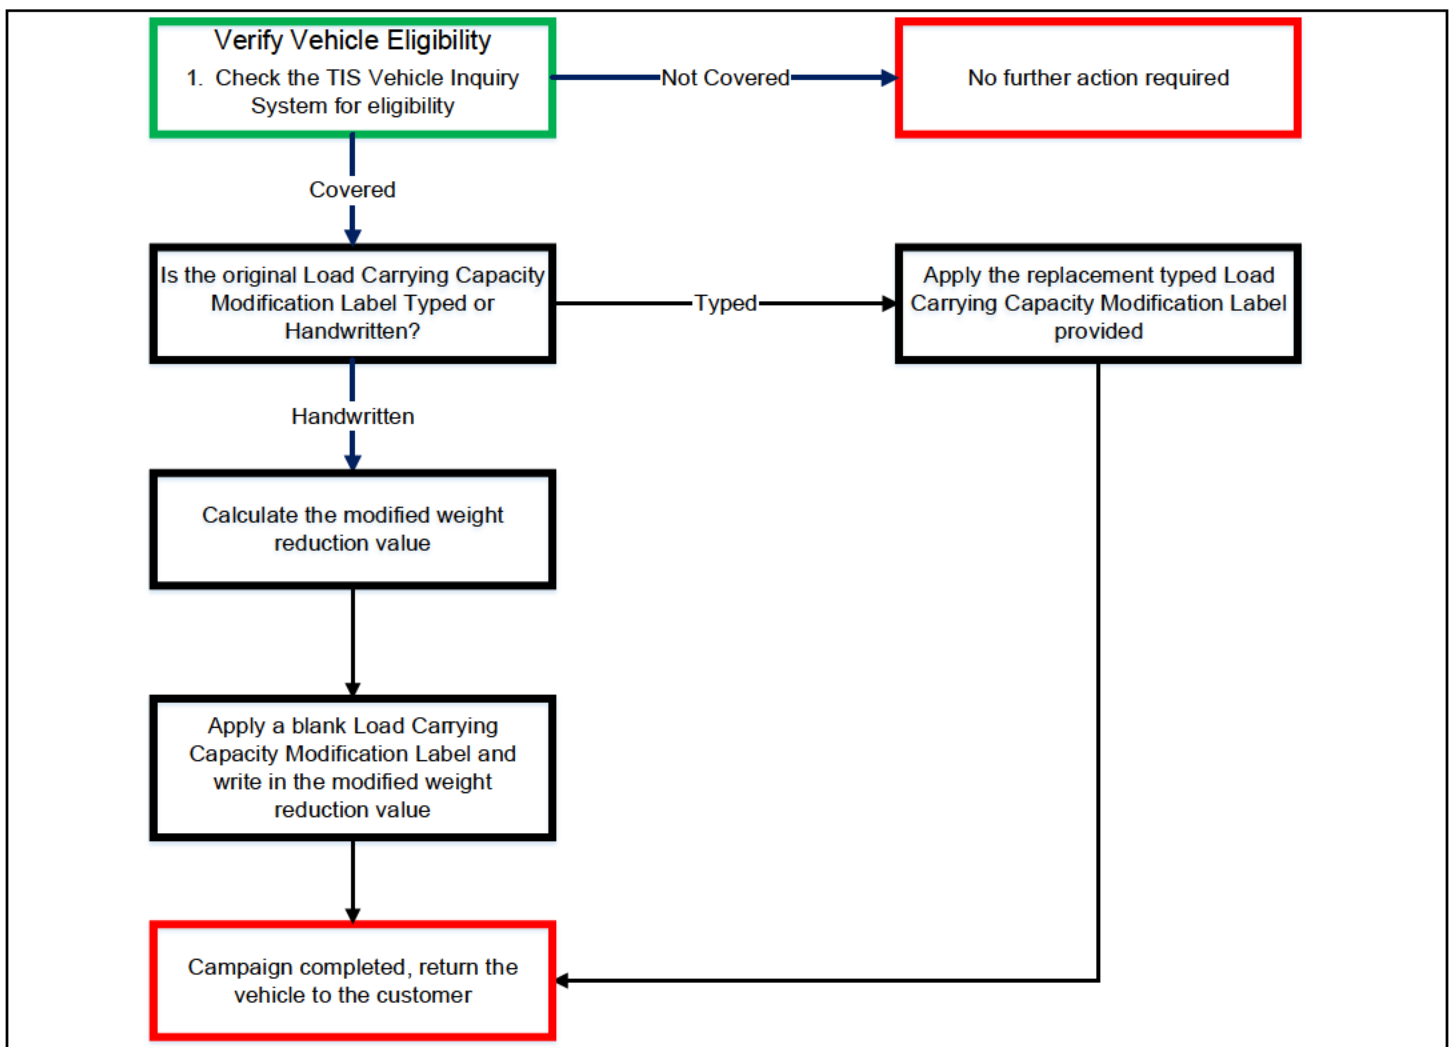 Verify Vehicle Eligibility
1. Check the TIS Vehicle Inquiry
System for eligibility
Not Covered
No further action required
Covered
Is the original Load Carrying Capacity
Modification Label Typed or
Handwritten?
Typed
Apply the replacement typed Load
Carrying Capacity Modification Label
provided
Handwritten
Calculate the modified weight
reduction value
Apply a blank Load Carrying
Capacity Modification Label and
write in the modified weight
reduction value
Campaign completed, return the
vehicle to the customer